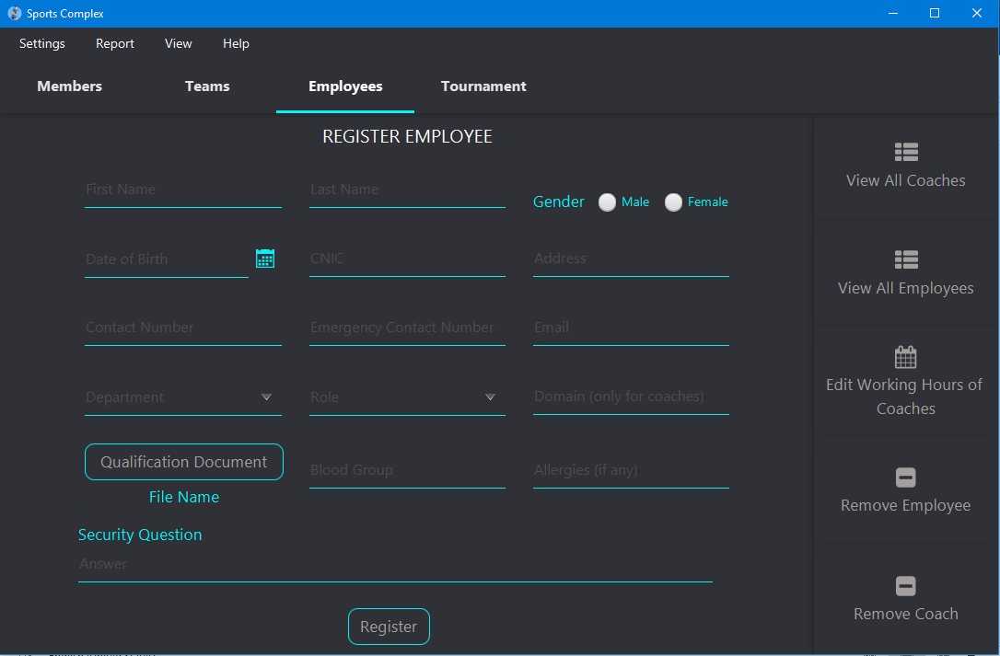 Sports Complex
Settings Report View Help
Members Teams Employees Tournament
REGISTER EMPLOYEE
First Name Last Name Gender Male Female
Date of Birth CNIC Address
Contact Number Emergency Contact Number Email
Department Role Domain (only for coaches)
Qualification Document Blood Group Allergies (if any)
File Name
Security Question
Answer
Register
View All Coaches
View All Employees
Edit Working Hours of
Coaches
Remove Employee
Remove Coach